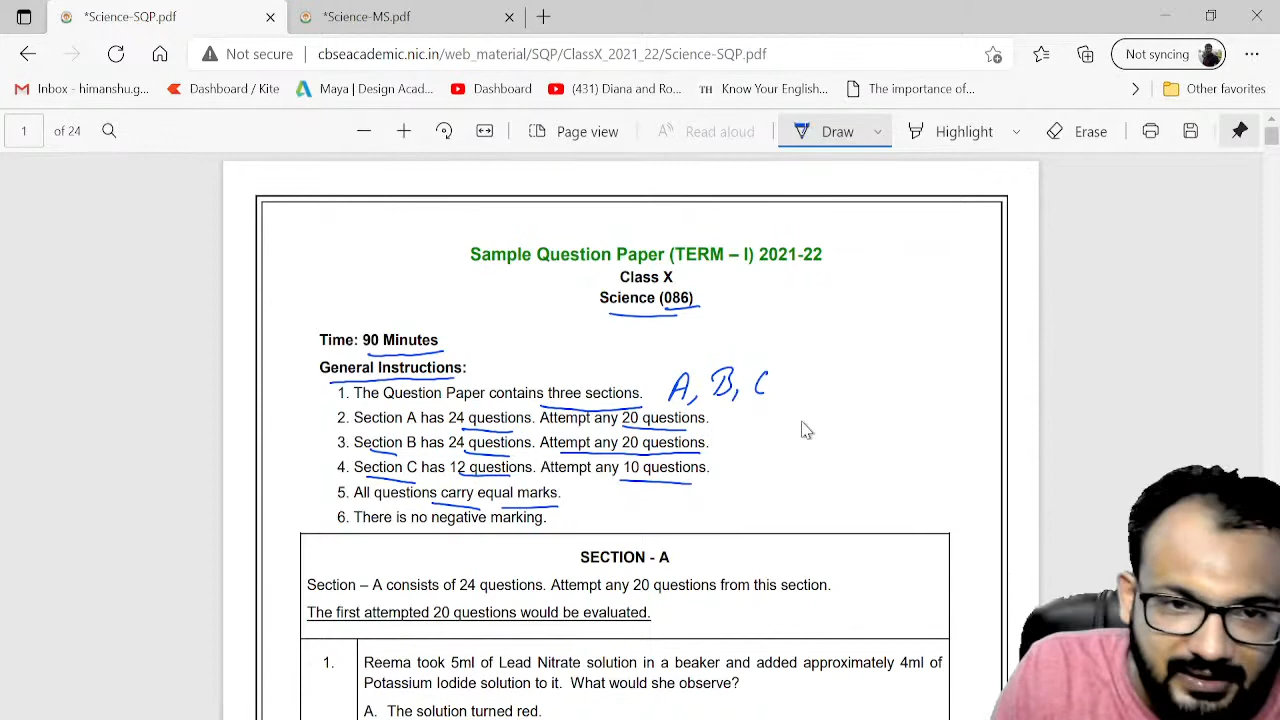 *Science-SQP.pdf
*Science-MS.pdf
Not secure
cbseacademic.nic.in/web_material/SQP/ClassX_2021_22/Science-SQP.pdf
Not syncing
Inbox - himanshu.g...
Dashboard / Kite
Maya | Design Acad...
Dashboard
(431) Diana and Ro...
TH Know Your English...
The importance of...
Other favorites
1 of 24
Page view
Read aloud
Draw
Highlight
Erase
Sample Question Paper (TERM – I) 2021-22
Class X
Science (086)
Time: 90 Minutes
General Instructions:
1. The Question Paper contains three sections. A, B, C
2. Section A has 24 questions. Attempt any 20 questions.
3. Section B has 24 questions. Attempt any 20 questions.
4. Section C has 12 questions. Attempt any 10 questions.
5. All questions carry equal marks.
6. There is no negative marking.
SECTION - A
Section – A consists of 24 questions. Attempt any 20 questions from this section.
The first attempted 20 questions would be evaluated.
1. Reema took 5ml of Lead Nitrate solution in a beaker and added approximately 4ml of
Potassium Iodide solution to it. What would she observe?
A. The solution turned red.